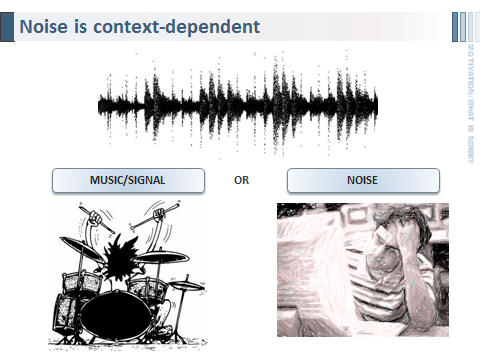 Noise is context-dependent
MOTIVATION: WHAT IS NOISE?
MUSIC/SIGNAL
OR
NOISE